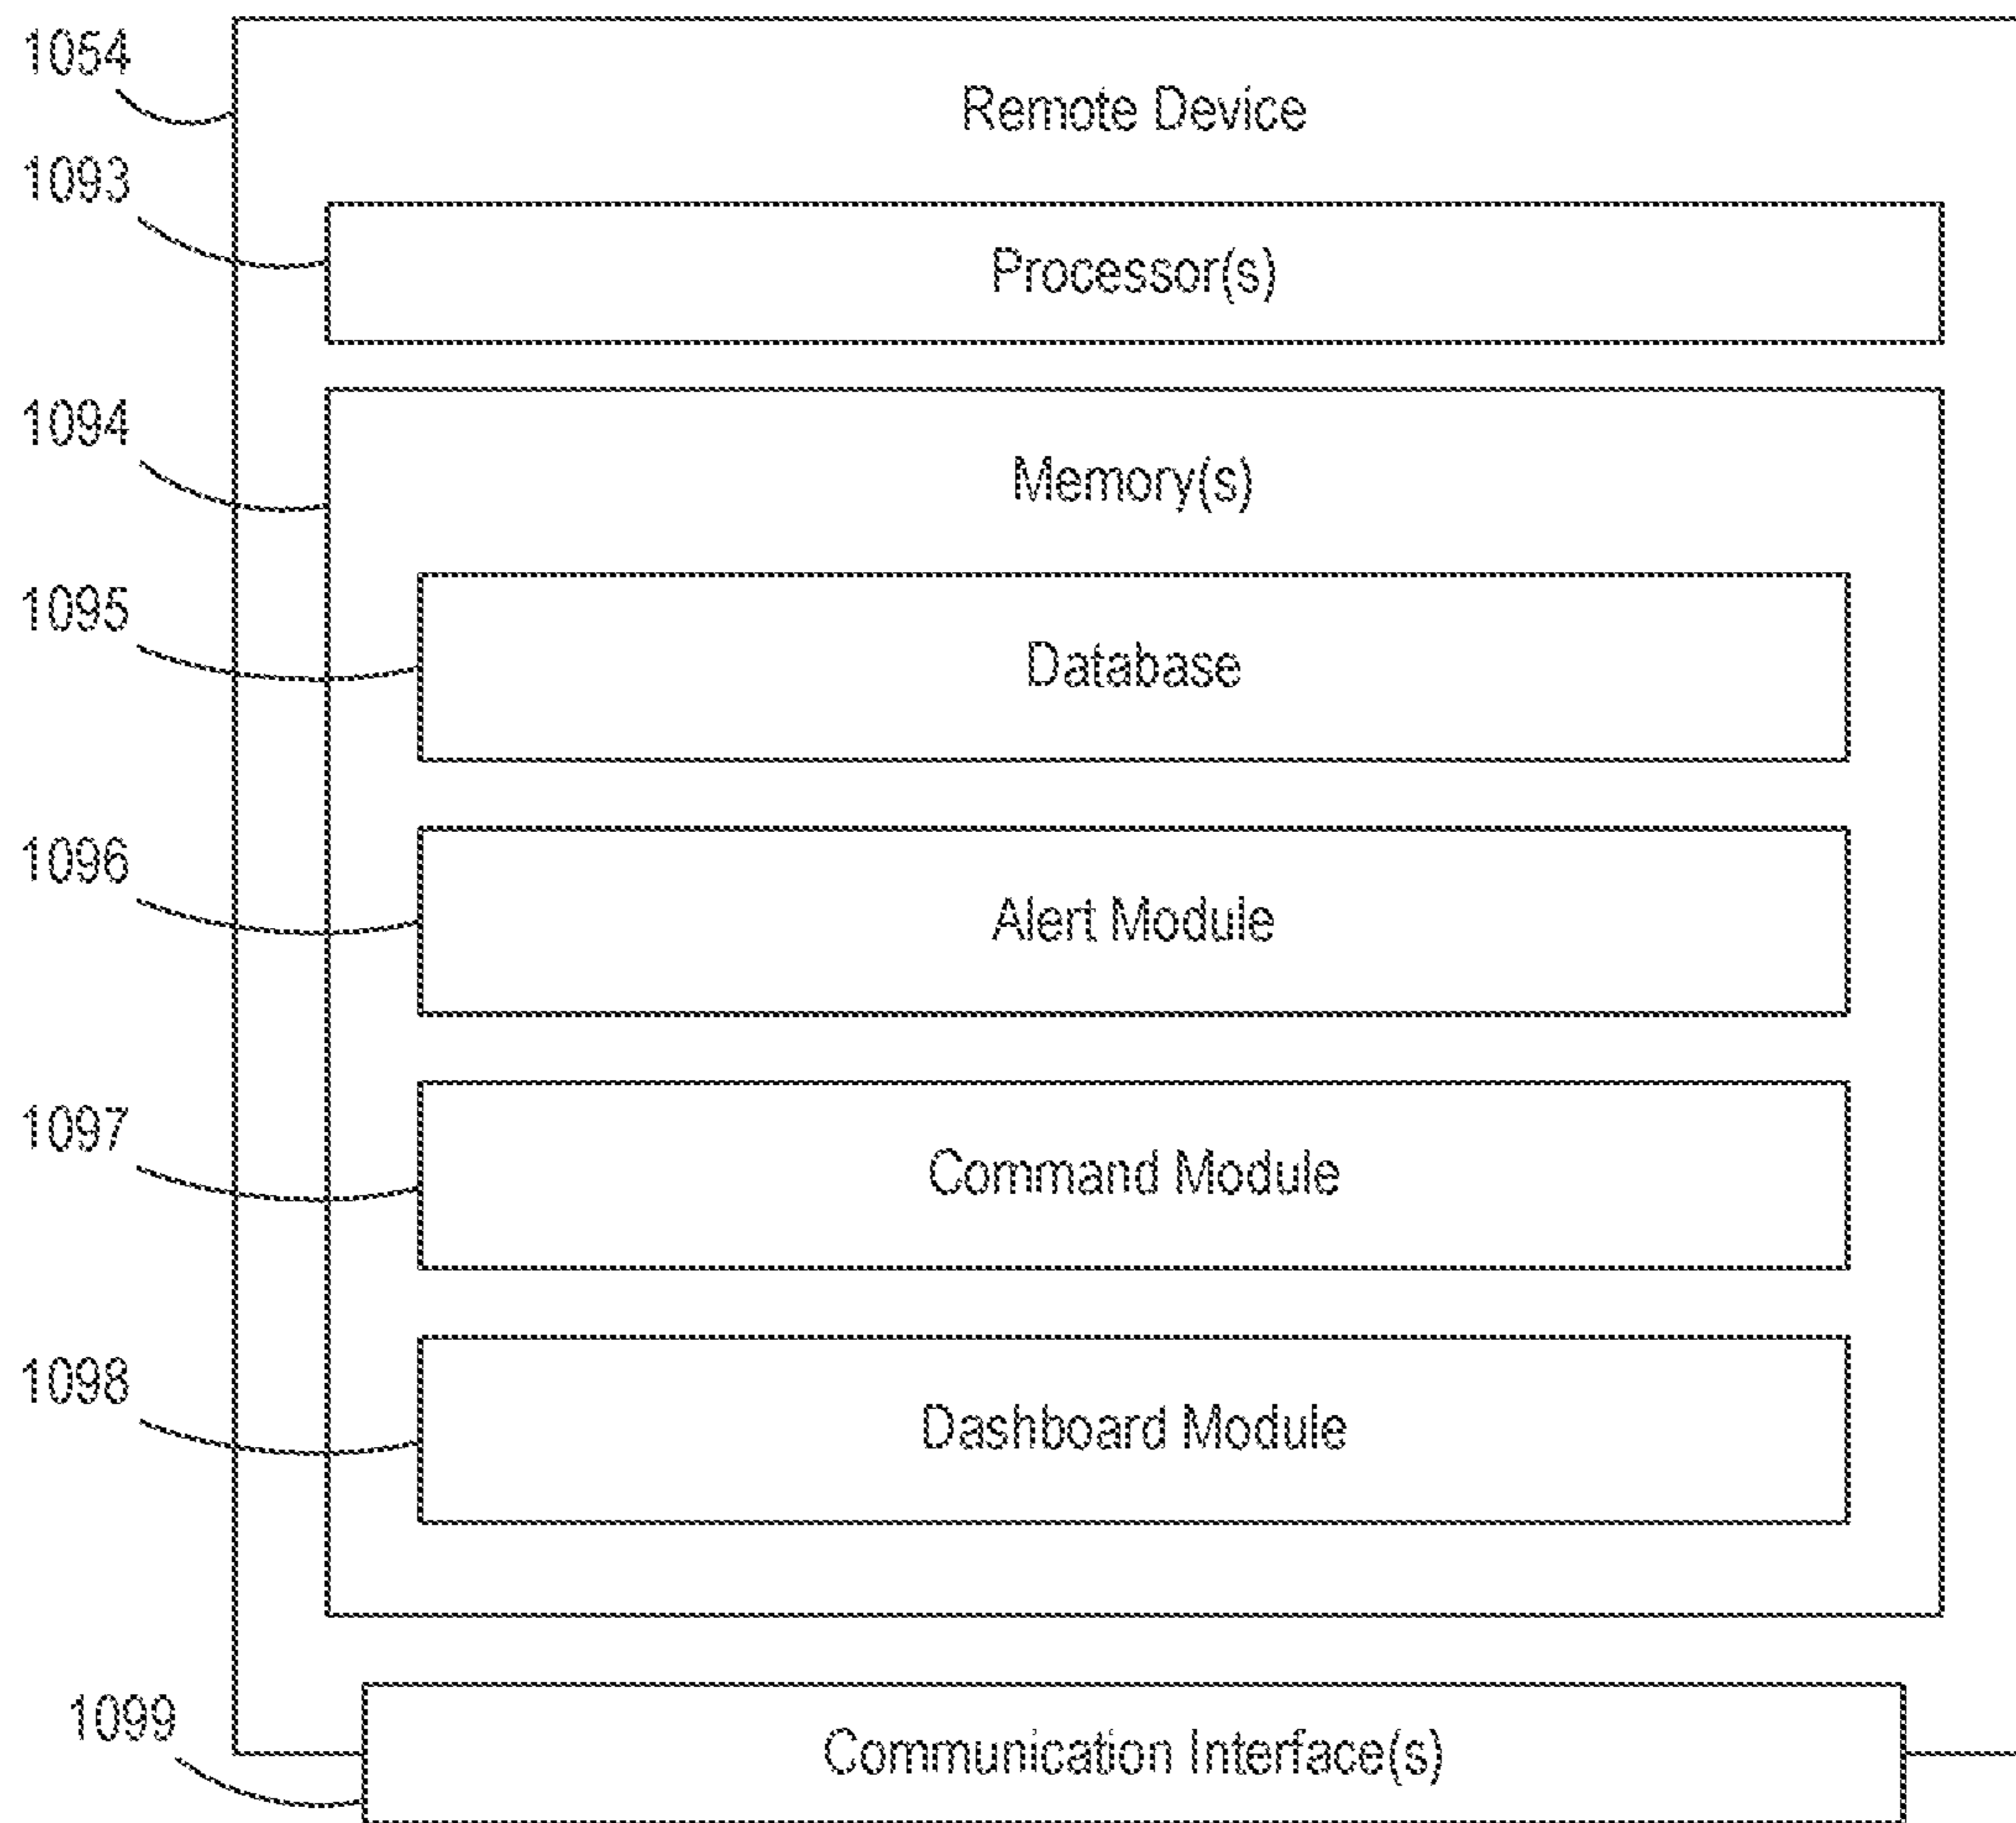 1054
Remote Device
1093
Processor(s)
1094
Memory(s)
1095
Database
1096
Alert Module
1097
Command Module
1098
Dashboard Module
1099
Communication Interface(s)